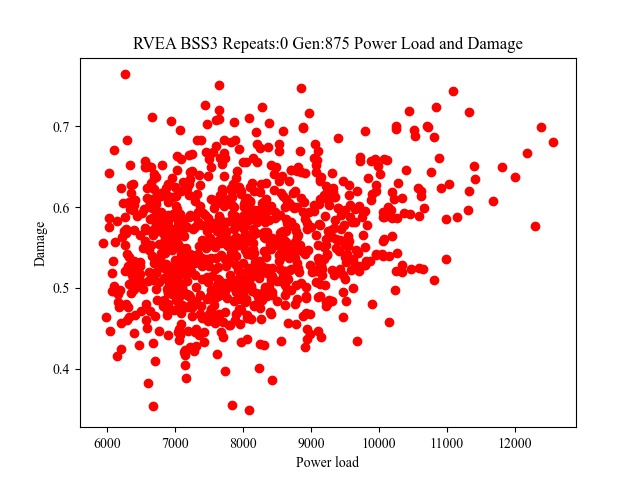 RVEA BSS3 Repeats:0 Gen:875 Power Load and Damage
0.7
0.6
0.5
0.4
Damage
6000 7000 8000 9000 10000 11000 12000
Power load